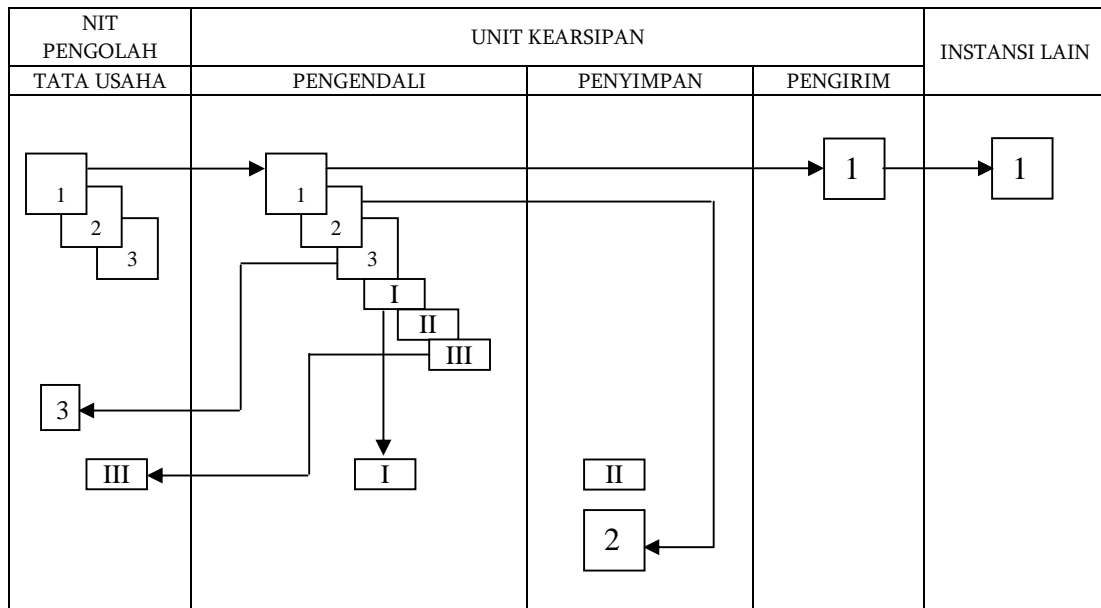 NIT
PENGOLAH
UNIT KEARSIPAN
INSTANSI LAIN
TATA USAHA
PENGENDALI
PENYIMPAN
PENGIRIM
1
2
3
1
2
3
I
II
III
1
1
3
III
I
II
2